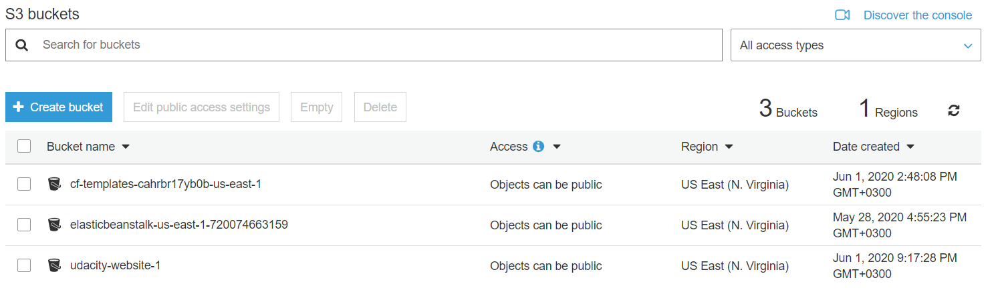 S3 buckets
Discover the console
Search for buckets
All access types
Create bucket
Edit public access settings
Empty
Delete
3 Buckets
1 Regions
Bucket name
Access
Region
Date created
cf-templates-cahrbr17yb0b-us-east-1
Objects can be public
US East (N. Virginia)
Jun 1, 2020 2:48:08 PM
GMT+0300
elasticbeanstalk-us-east-1-720074663159
Objects can be public
US East (N. Virginia)
May 28, 2020 4:55:23 PM
GMT+0300
udacity-website-1
Objects can be public
US East (N. Virginia)
Jun 1, 2020 9:17:28 PM
GMT+0300